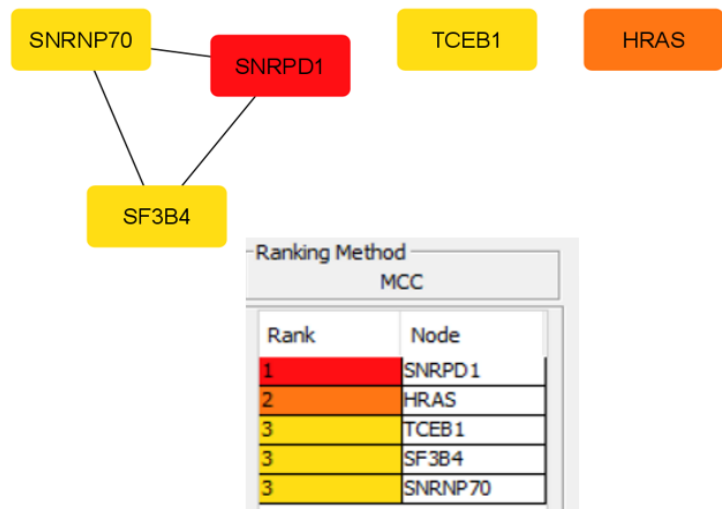 SNRNP70
SNRPD1
TCEB1
HRAS
SF3B4
Ranking Method
MCC
Rank Node
1 SNRPD1
2 HRAS
3 TCEB1
3 SF3B4
3 SNRNP70